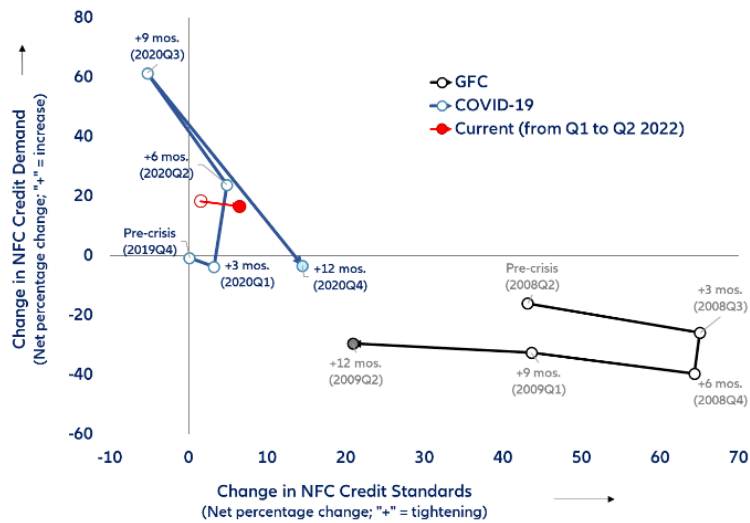 80
60
40
20
0
-20
-40
-60
Change in NFC Credit Demand
(Net percentage change; "+" = increase)
+9 mos.
(2020Q3)
GFC
COVID-19
Current (from Q1 to Q2 2022)
+6 mos.
(2020Q2)
Pre-crisis
(2019Q4)
+3 mos.
(2020Q1)
+12 mos.
(2020Q4)
Pre-crisis
(2008Q2)
+3 mos.
(2008Q3)
+12 mos.
(2009Q2)
+9 mos.
(2009Q1)
+6 mos.
(2008Q4)
-10 0 10 20 30 40 50 60 70
Change in NFC Credit Standards
(Net percentage change; "+" = tightening)